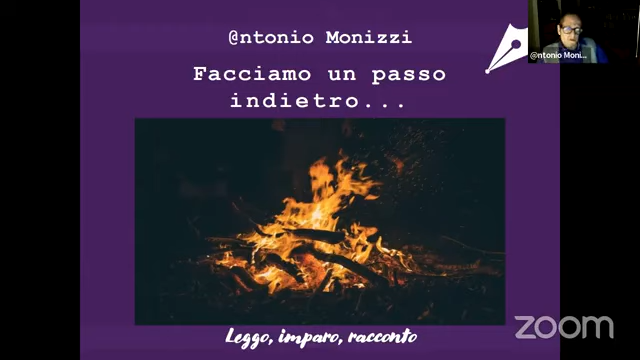 @ntonio Monizzi
@ntonio Moni...
Facciamo un passo
indietro...
Leggo, imparo, racconto
zoom